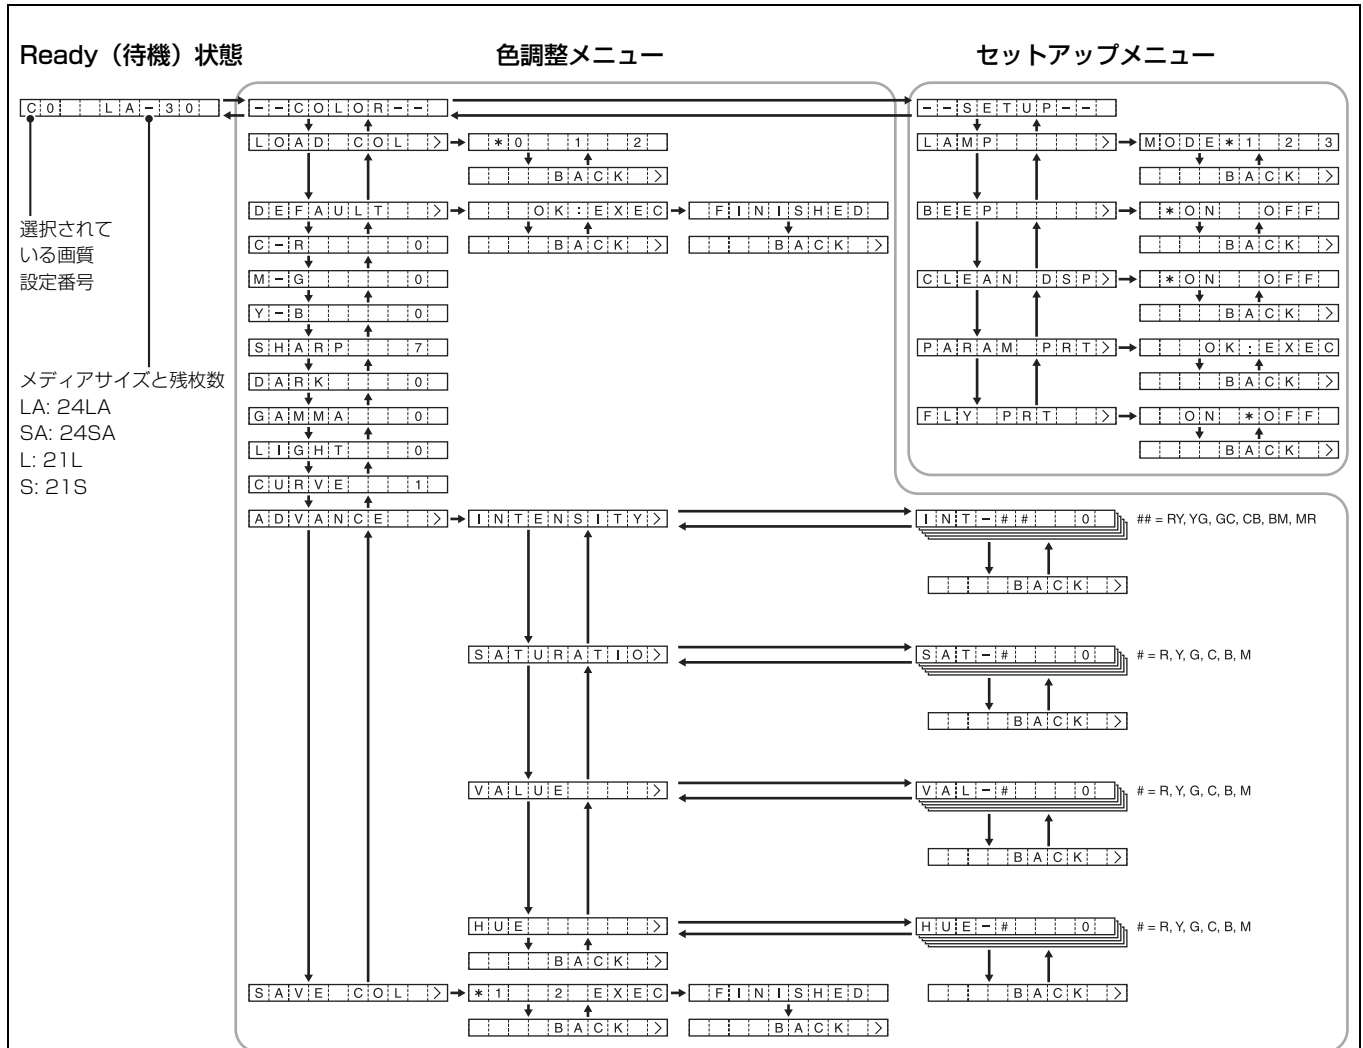 Ready（待機）状態
色調整メニュー
セットアップメニュー
C0 LA-30
--COLOR--
--SETUP--
LOAD COL >
*0 1 2
LAMP >
MODE*1 2 3
BACK >
BACK >
選択されて
いる画質
設定番号
DEFAULT >
OK:EXEC
FINISHED
BEEP >
*ON OFF
C-R 0
BACK >
BACK >
BACK >
M-G 0
CLEAN DSP>
*ON OFF
Y-B 0
BACK >
SHARP 7
PARAM PRT>
OK:EXEC
メディアサイズと残枚数
LA: 24LA
SA: 24SA
L: 21L
S: 21S
DARK 0
BACK >
GAMMA 0
FLY PRT >
ON *OFF
LIGHT 0
BACK >
CURVE 1
ADVANCE >
INTENSITY>
INT-## 0
## = RY, YG, GC, CB, BM, MR
BACK >
SATURATIO>
SAT-# 0
# = R, Y, G, C, B, M
BACK >
VALUE >
VAL-# 0
# = R, Y, G, C, B, M
BACK >
HUE >
HUE-# 0
# = R, Y, G, C, B, M
BACK >
SAVE COL >
*1 2 EXEC
FINISHED
BACK >
BACK >
BACK >